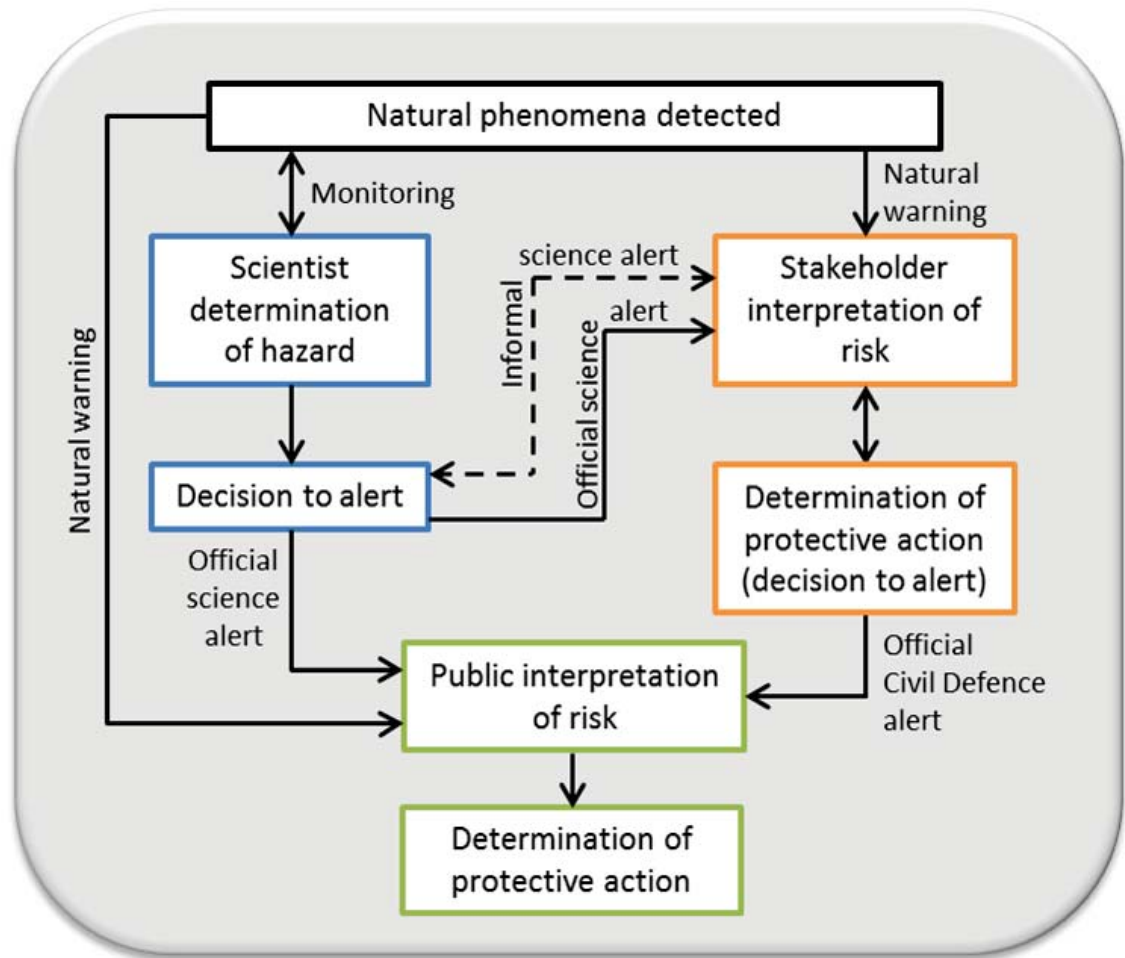 Natural phenomena detected
Monitoring
Natural
warning
Scientist
determination
of hazard
science alert
Stakeholder
interpretation of
risk
Informal
alert
Official science
Natural warning
Decision to alert
Determination of
protective action
(decision to alert)
Official
science
alert
Official
Civil Defence
alert
Public interpretation
of risk
Determination of
protective action